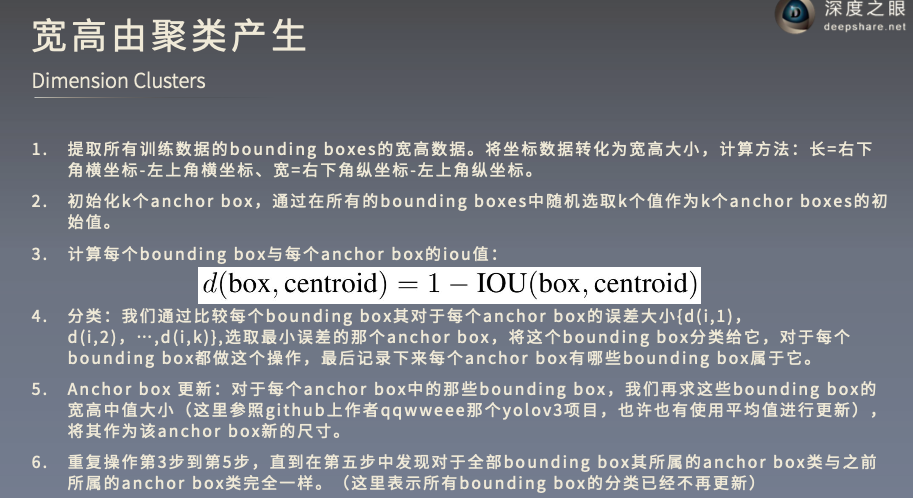 宽高由聚类产生
深度之眼
deepshare.net
Dimension Clusters
1. 提取所有训练数据的bounding boxes的宽高数据。将坐标数据转化为宽高大小，计算方法：长=右下
角横坐标-左上角横坐标、宽=右下角纵坐标-左上角纵坐标。
2. 初始化k个anchor box，通过在所有的bounding boxes中随机选取k个值作为k个anchor boxes的初
始值。
3. 计算每个bounding box与每个anchor box的iou值：
d(box, centroid) = 1 − IOU(box, centroid)
4. 分类：我们通过比较每个bounding box其对于每个anchor box的误差大小{d(i,1)，
d(i,2)，…,d(i,k)},选取最小误差的那个anchor box，将这个bounding box分类给它，对于每个
bounding box都做这个操作，最后记录下来每个anchor box有哪些bounding box属于它。
5. Anchor box 更新：对于每个anchor box中的那些bounding box，我们再求这些bounding box的
宽高中值大小（这里参照github上作者qqwweee那个yolov3项目，也许也有使用平均值进行更新），
将其作为该anchor box新的尺寸。
6. 重复操作第3步到第5步，直到在第五步中发现对于全部bounding box其所属的anchor box类与之前
所属的anchor box类完全一样。（这里表示所有bounding box的分类已经不再更新）